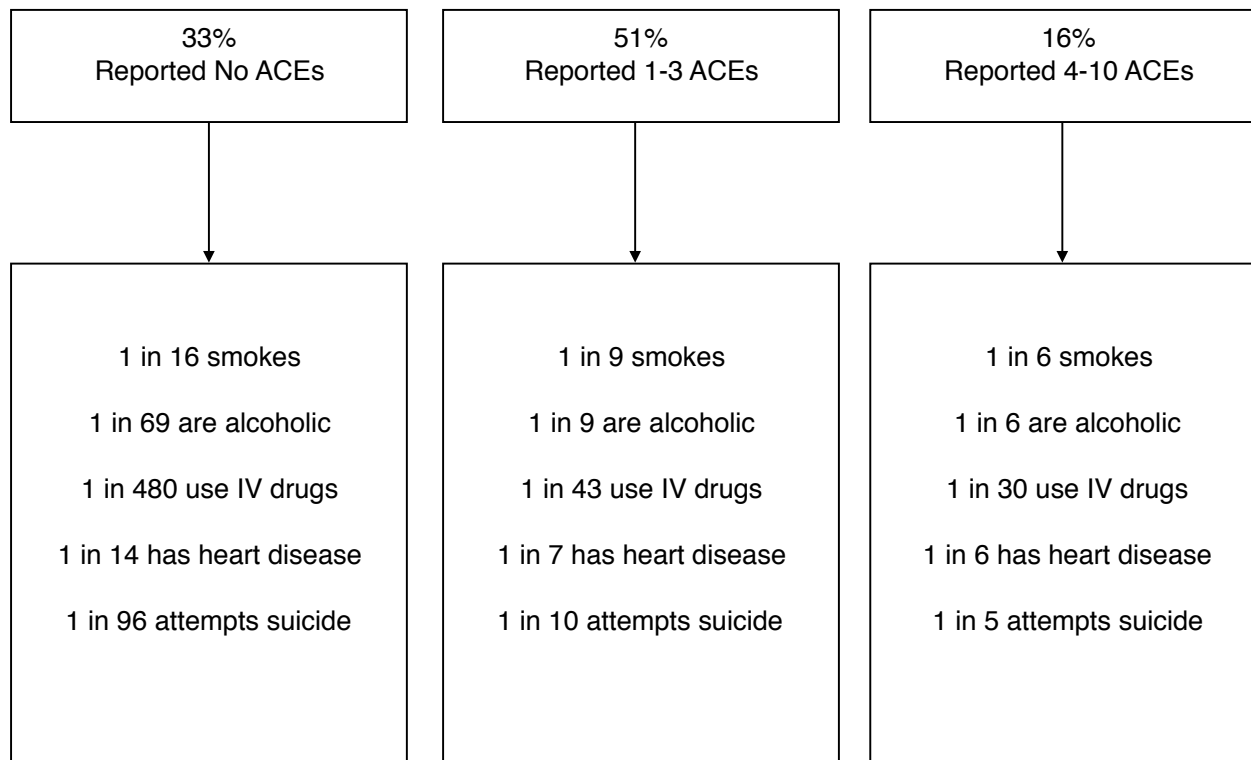 33%
Reported No ACEs
51%
Reported 1-3 ACEs
16%
Reported 4-10 ACEs
1 in 16 smokes
1 in 69 are alcoholic
1 in 480 use IV drugs
1 in 14 has heart disease
1 in 96 attempts suicide
1 in 9 smokes
1 in 9 are alcoholic
1 in 43 use IV drugs
1 in 7 has heart disease
1 in 10 attempts suicide
1 in 6 smokes
1 in 6 are alcoholic
1 in 30 use IV drugs
1 in 6 has heart disease
1 in 5 attempts suicide